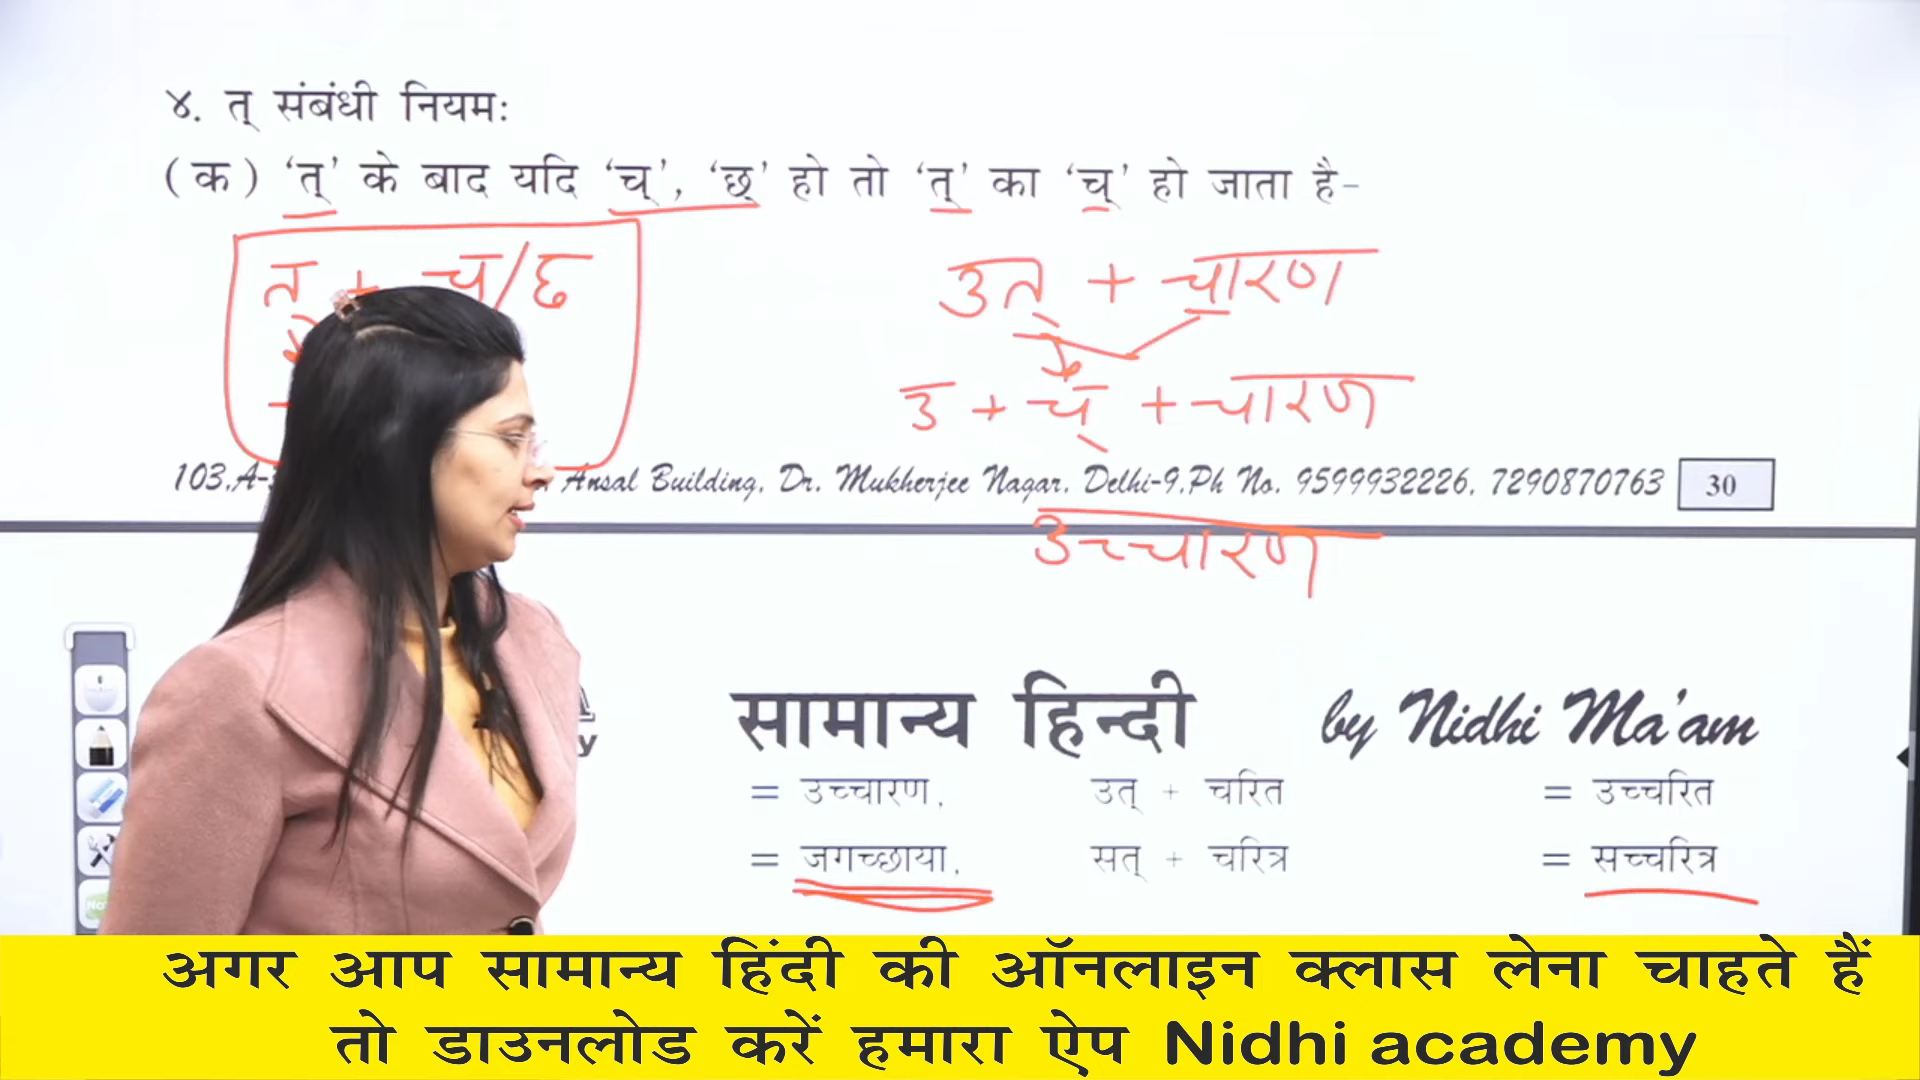 ४. त् संबंधी नियमः
(क) ‘त्’ के बाद यदि ‘च्’, ‘छ्’ हो तो ‘त्’ का ‘च्’ हो जाता है-
त् + च/छ
उत् + चारण
उ + च् + चारण
103,A- Ansal Building, Dr. Mukherjee Nagar, Delhi-9,Ph No. 9599932226, 7290870763 30
उच्चारण
सामान्य हिन्दी by Nidhi Ma'am
= उच्चारण, उत् + चरित = उच्चरित
= जगच्छाया, सत् + चरित्र = सच्चरित्र
अगर आप सामान्य हिंदी की ऑनलाइन क्लास लेना चाहते हैं
तो डाउनलोड करें हमारा ऐप Nidhi academy